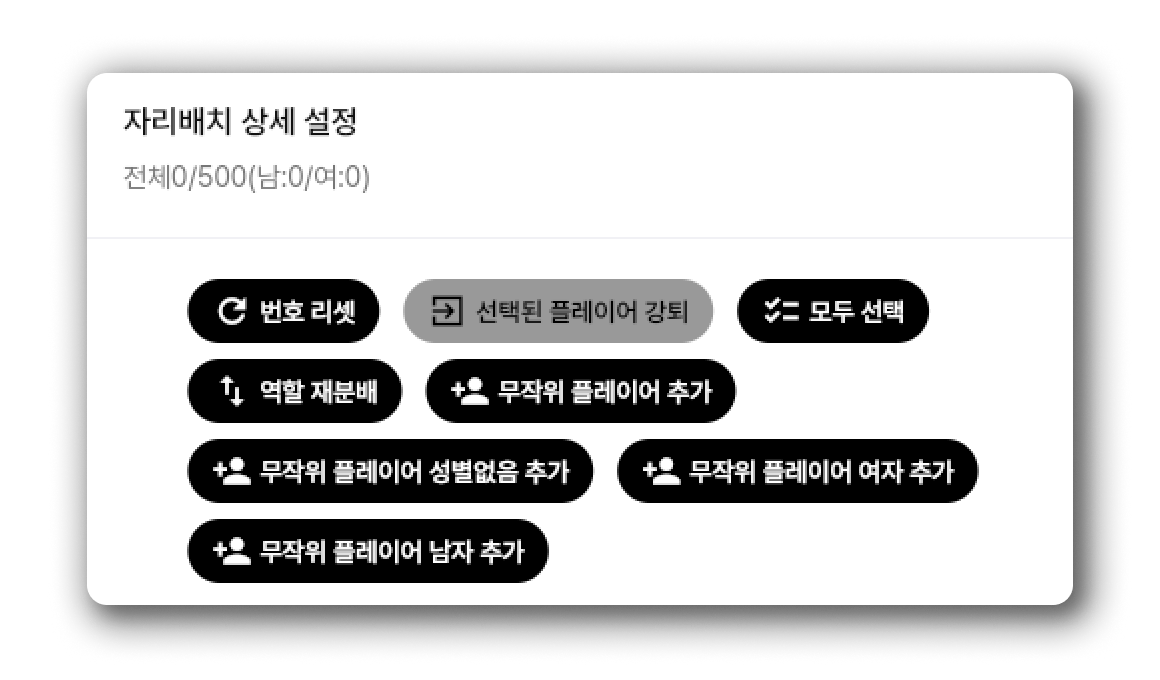 자리배치 상세 설정
전체0/500(남:0/여:0)
번호 리셋 선택된 플레이어 강퇴 모두 선택
역할 재분배 무작위 플레이어 추가
무작위 플레이어 성별없음 추가 무작위 플레이어 여자 추가
무작위 플레이어 남자 추가